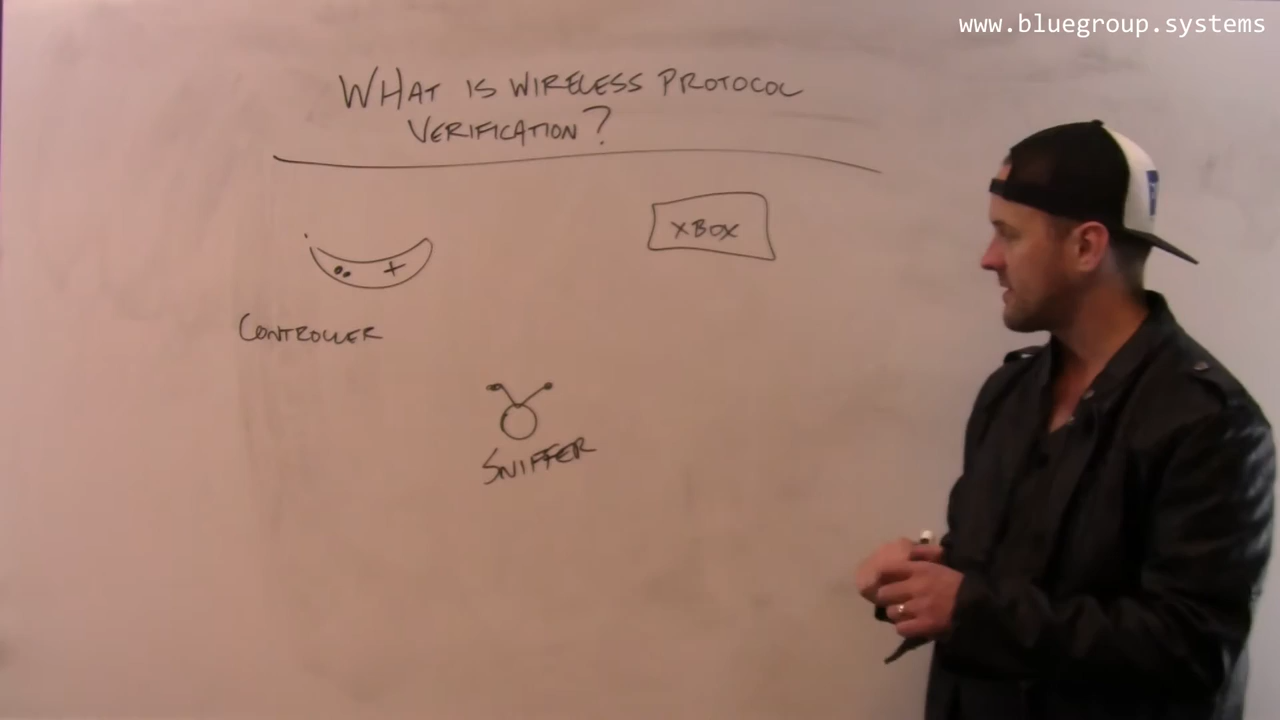 www.bluegroup.systems
WHAT IS WIRELESS PROTOCOL
VERIFICATION?
XBOX
CONTROLLER
SNIFFER